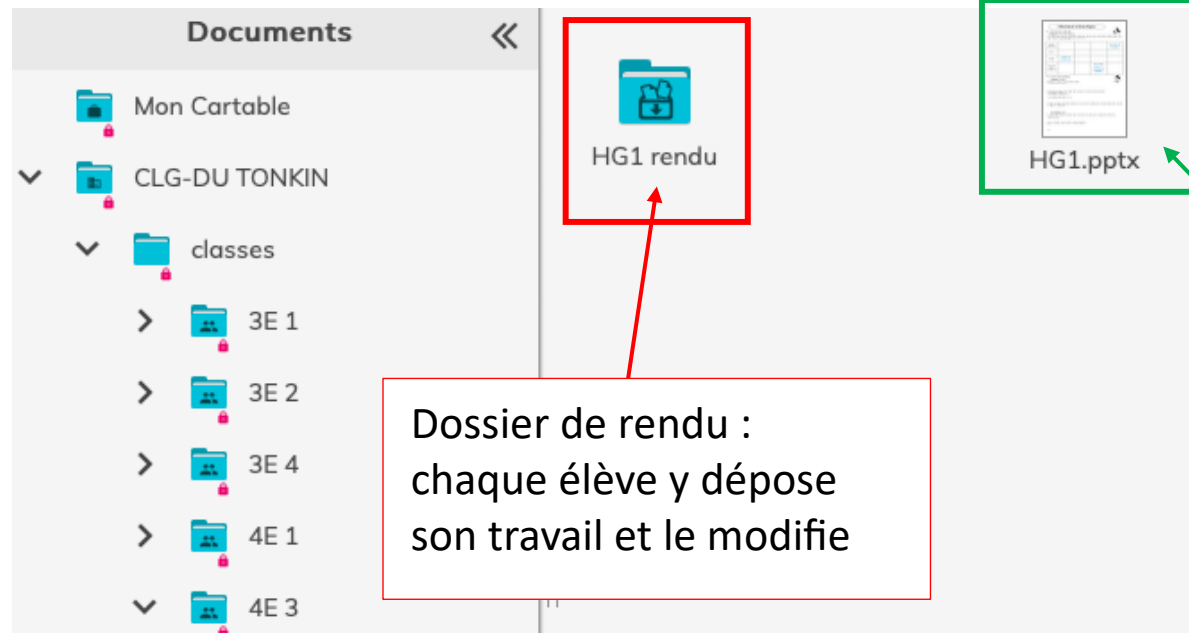 Documents
Mon Cartable
CLG-DU TONKIN
classes
3E 1
3E 2
3E 4
4E 1
4E 3
HG1 rendu
HG1.pptx
Dossier de rendu :
chaque élève y dépose
son travail et le modifie